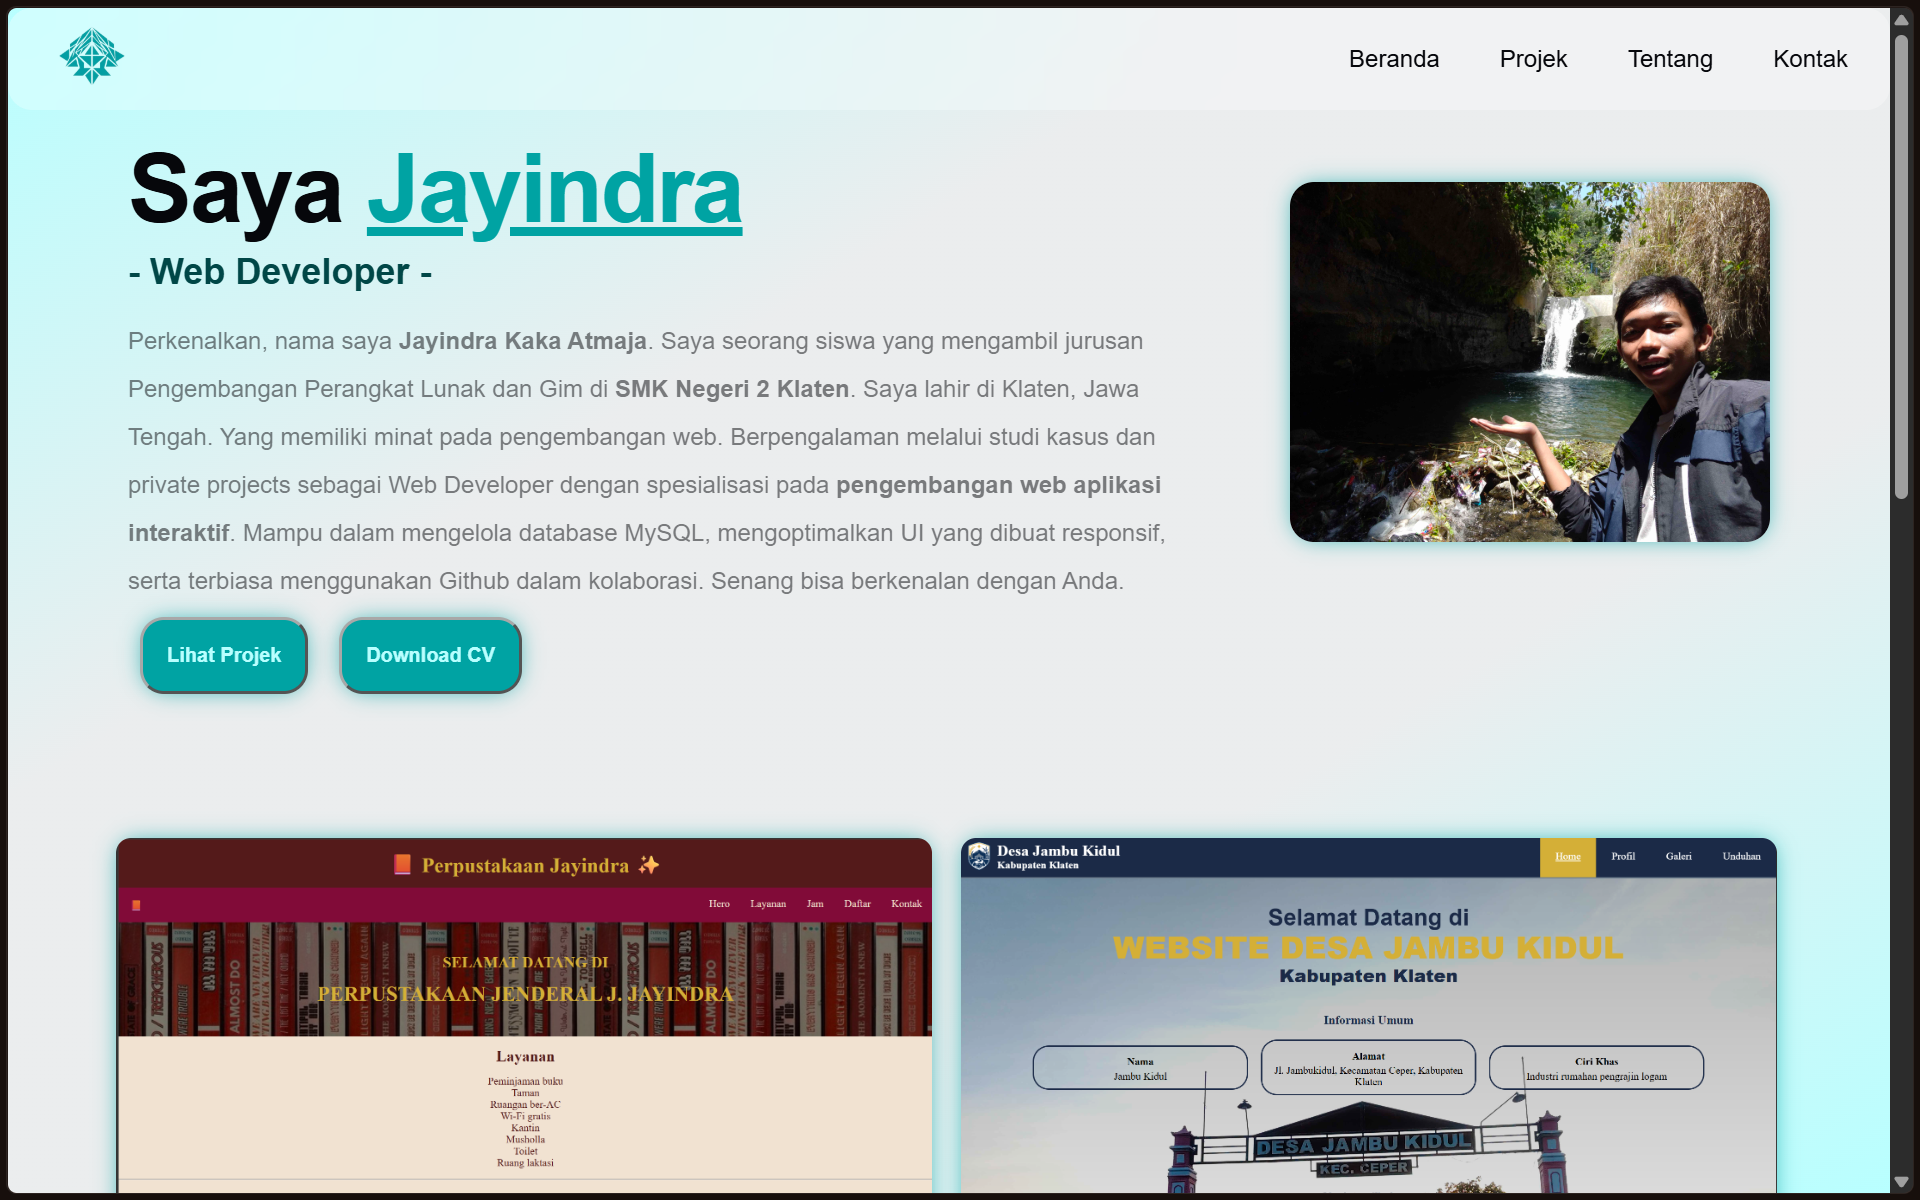 Beranda Projek Tentang Kontak
Saya Jayindra
- Web Developer -
Perkenalkan, nama saya Jayindra Kaka Atmaja. Saya seorang siswa yang mengambil jurusan
Pengembangan Perangkat Lunak dan Gim di SMK Negeri 2 Klaten. Saya lahir di Klaten, Jawa
Tengah. Yang memiliki minat pada pengembangan web. Berpengalaman melalui studi kasus dan
private projects sebagai Web Developer dengan spesialisasi pada pengembangan web aplikasi
interaktif. Mampu dalam mengelola database MySQL, mengoptimalkan UI yang dibuat responsif,
serta terbiasa menggunakan Github dalam kolaborasi. Senang bisa berkenalan dengan Anda.
Lihat Projek Download CV
Perpustakaan Jayindra
Hero Layanan Jam Daftar Kontak
SELAMAT DATANG DI
PERPUSTAKAAN JENDERAL J. JAYINDRA
ALMOST DO
Layanan
Peminjaman buku
Taman
Ruangan ber-AC
Wi-Fi gratis
Kantin
Musholla
Toilet
Ruang laktasi
Desa Jambu Kidul
Kabupaten Klaten
Home Profil Galeri Unduhan
Selamat Datang di
WEBSITE DESA JAMBU KIDUL
Kabupaten Klaten
Informasi Umum
Nama
Jambu Kidul
Alamat
Jl. Jambukidul, Kecamatan Ceper, Kabupaten
Klaten
Ciri Khas
Industri rumahan pengrajin logam
DESA JAMBU KIDUL
KEC. CEPER